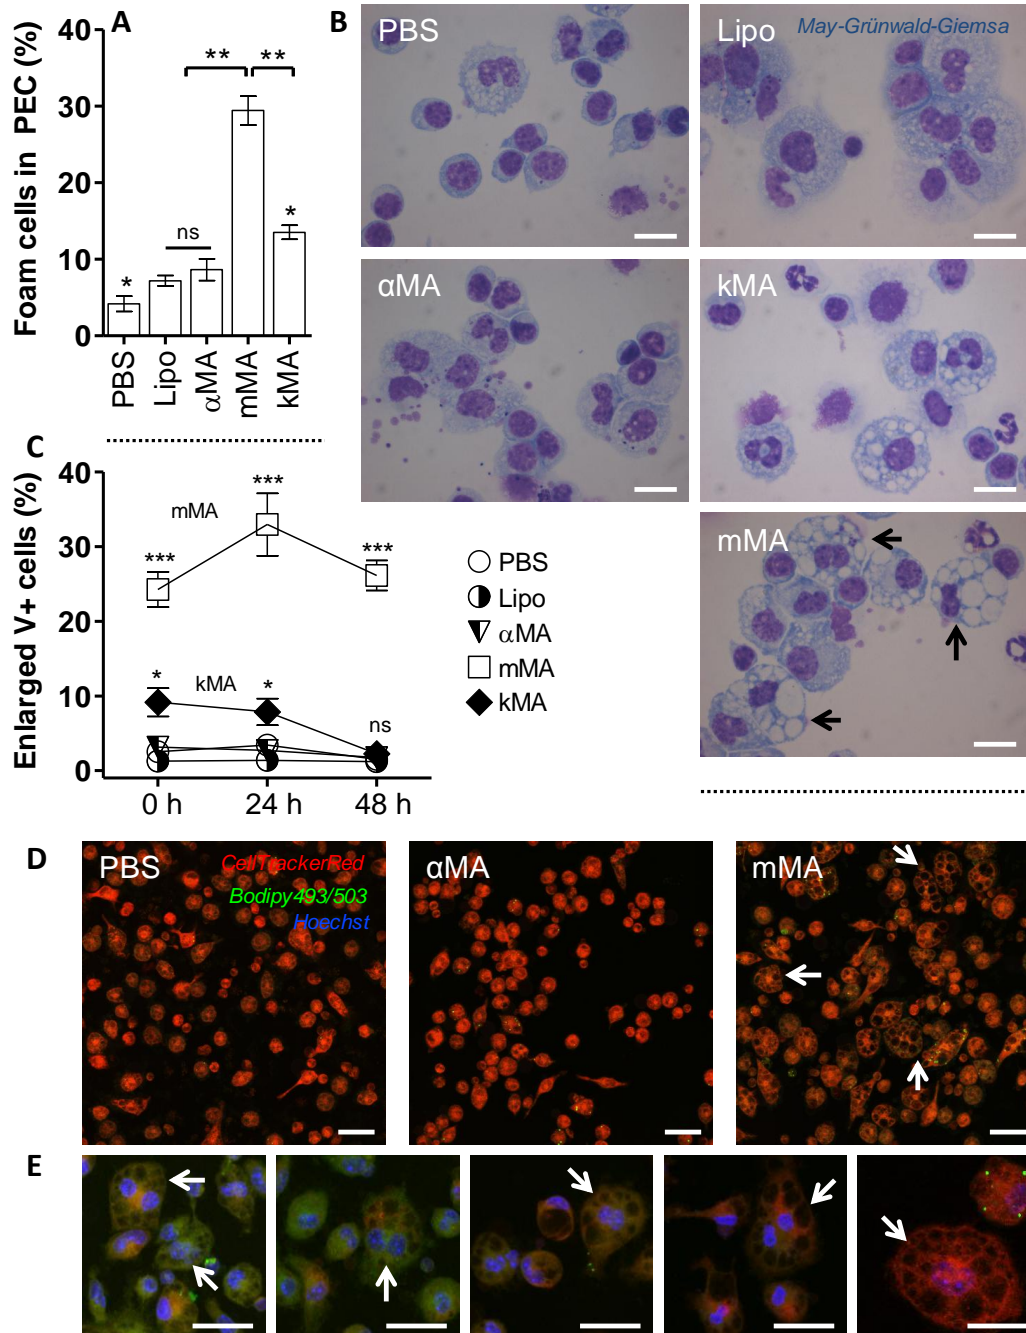 A
Foam cells in PEC (%)
40
30
20
10
0
**
**
ns
*
*
PBS
Lipo
αMA
mMA
kMA
B
PBS
Lipo
May-Grünwald-Giemsa
αMA
kMA
mMA
C
Enlarged V+ cells (%)
40
30
20
10
0
mMA
***
***
***
kMA
*
*
ns
0 h
24 h
48 h
PBS
Lipo
αMA
mMA
kMA
D
PBS
CellTrackerRed
Bodipy493/503
Hoechst
αMA
mMA
E